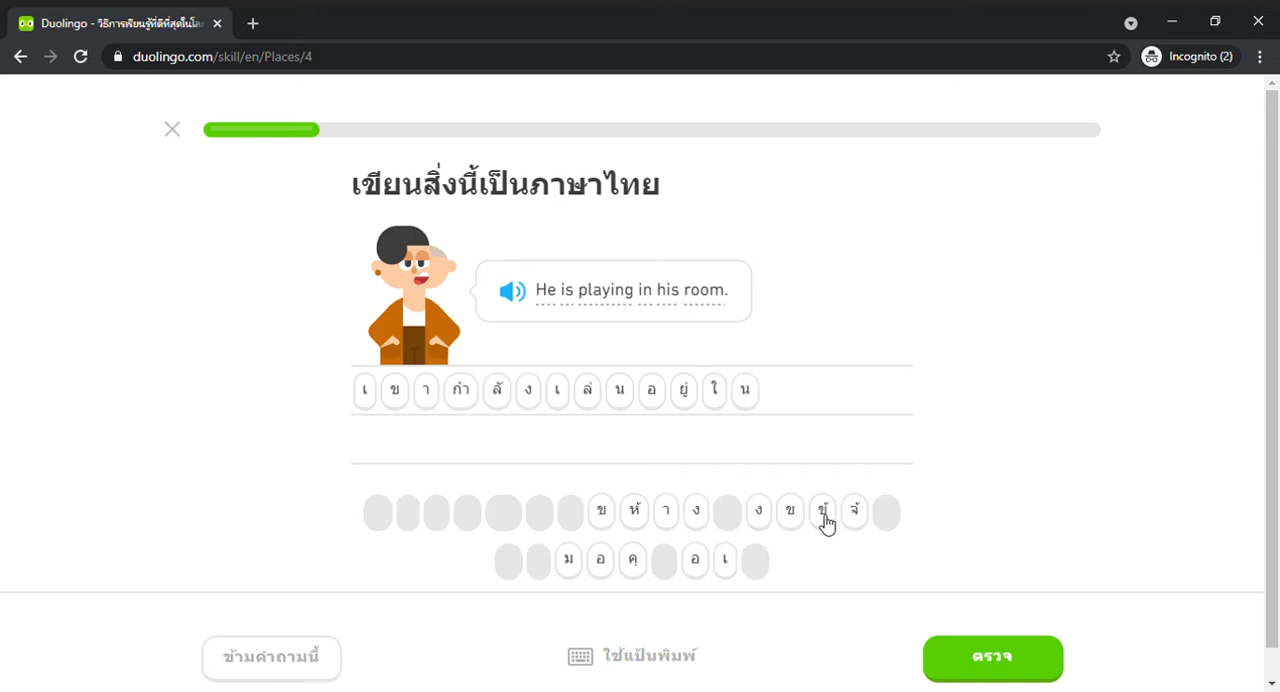 Duolingo - วิธีการเรียนรู้ที่ดีที่สุดในโล
duolingo.com/skill/en/Places/4
Incognito (2)
เขียนสิ่งนี้เป็นภาษาไทย
He is playing in his room.
เ ข า กำ ลั ง เ ล่ น อ ยู่ ใ น
ข ห้ า ง ง ข ขู้ จั
ม อ คุ อ เ
ข้ามคำถามนี้
ใช้แป้นพิมพ์
ตรวจ